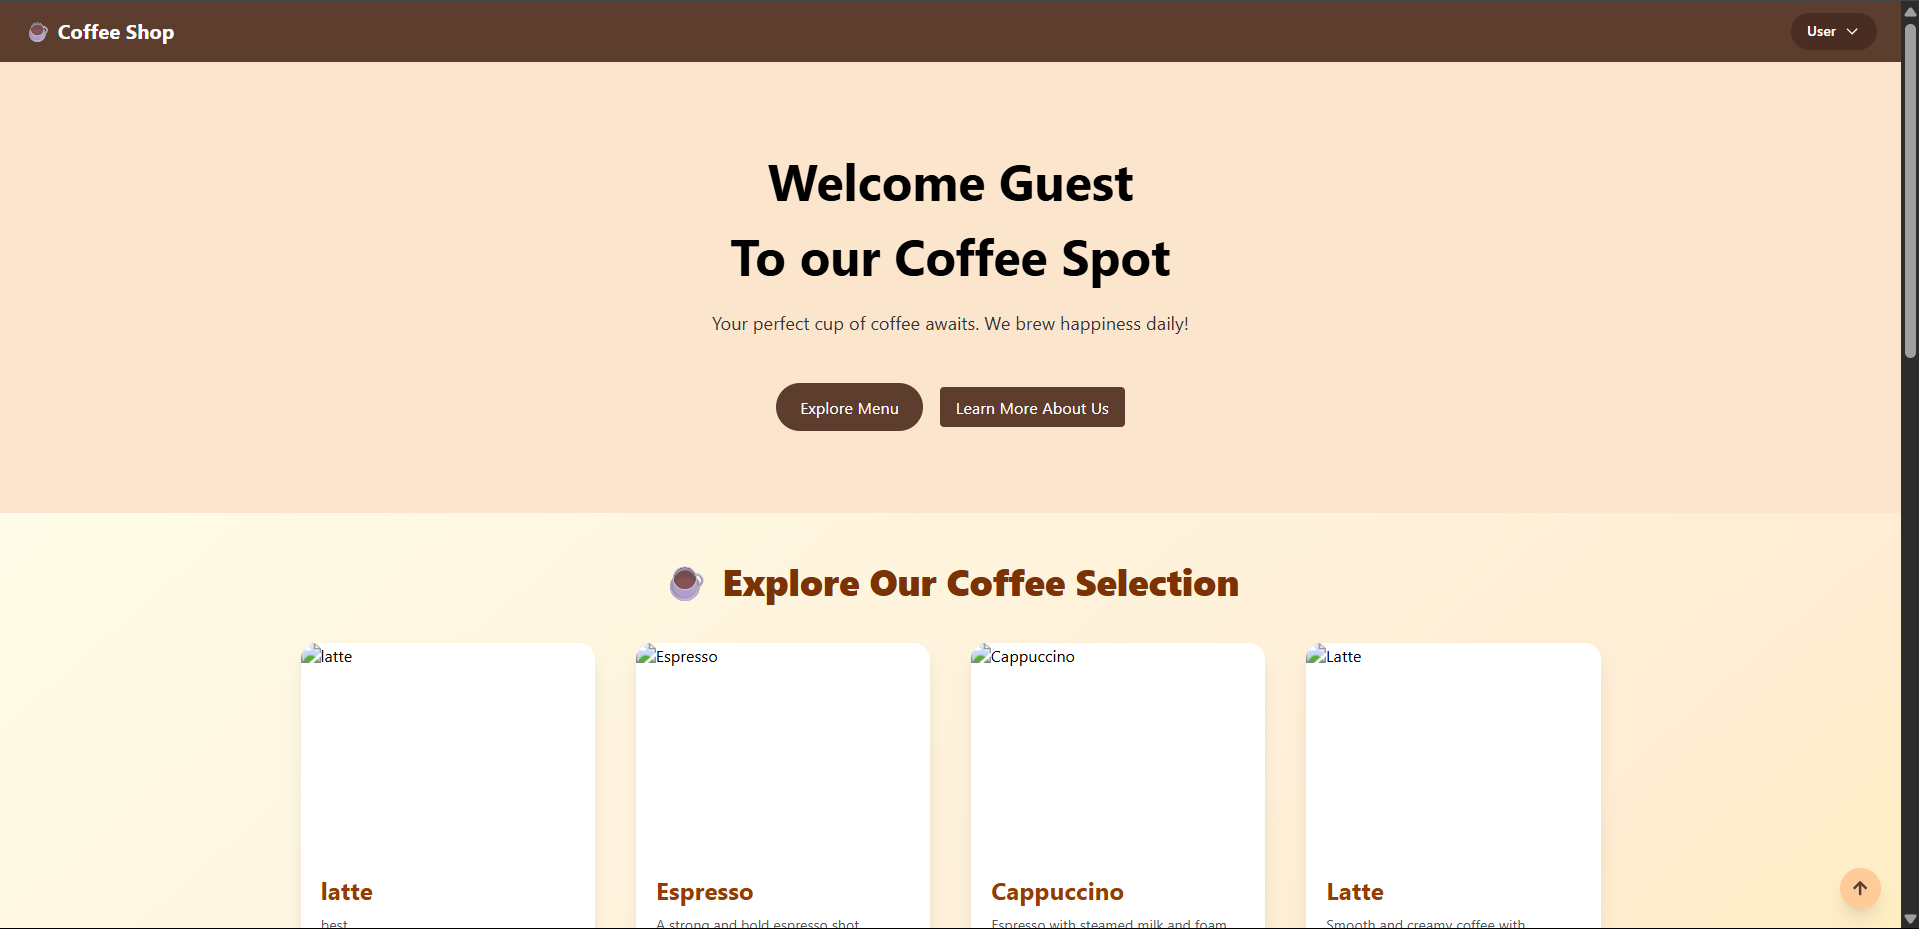 Coffee Shop
User
Welcome Guest
To our Coffee Spot
Your perfect cup of coffee awaits. We brew happiness daily!
Explore Menu
Learn More About Us
Explore Our Coffee Selection
latte
Espresso
Cappuccino
Latte
latte
Espresso
Cappuccino
Latte
best
A strong and bold espresso shot
Espresso with steamed milk and foam
Smooth and creamy coffee with